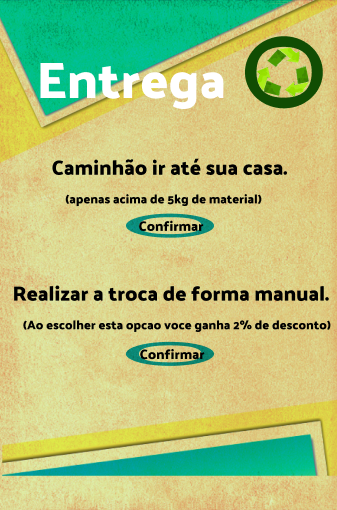 Entrega
Caminhão ir até sua casa.
(apenas acima de 5kg de material)
Confirmar
Realizar a troca de forma manual.
(Ao escolher esta opcao voce ganha 2% de desconto)
Confirmar